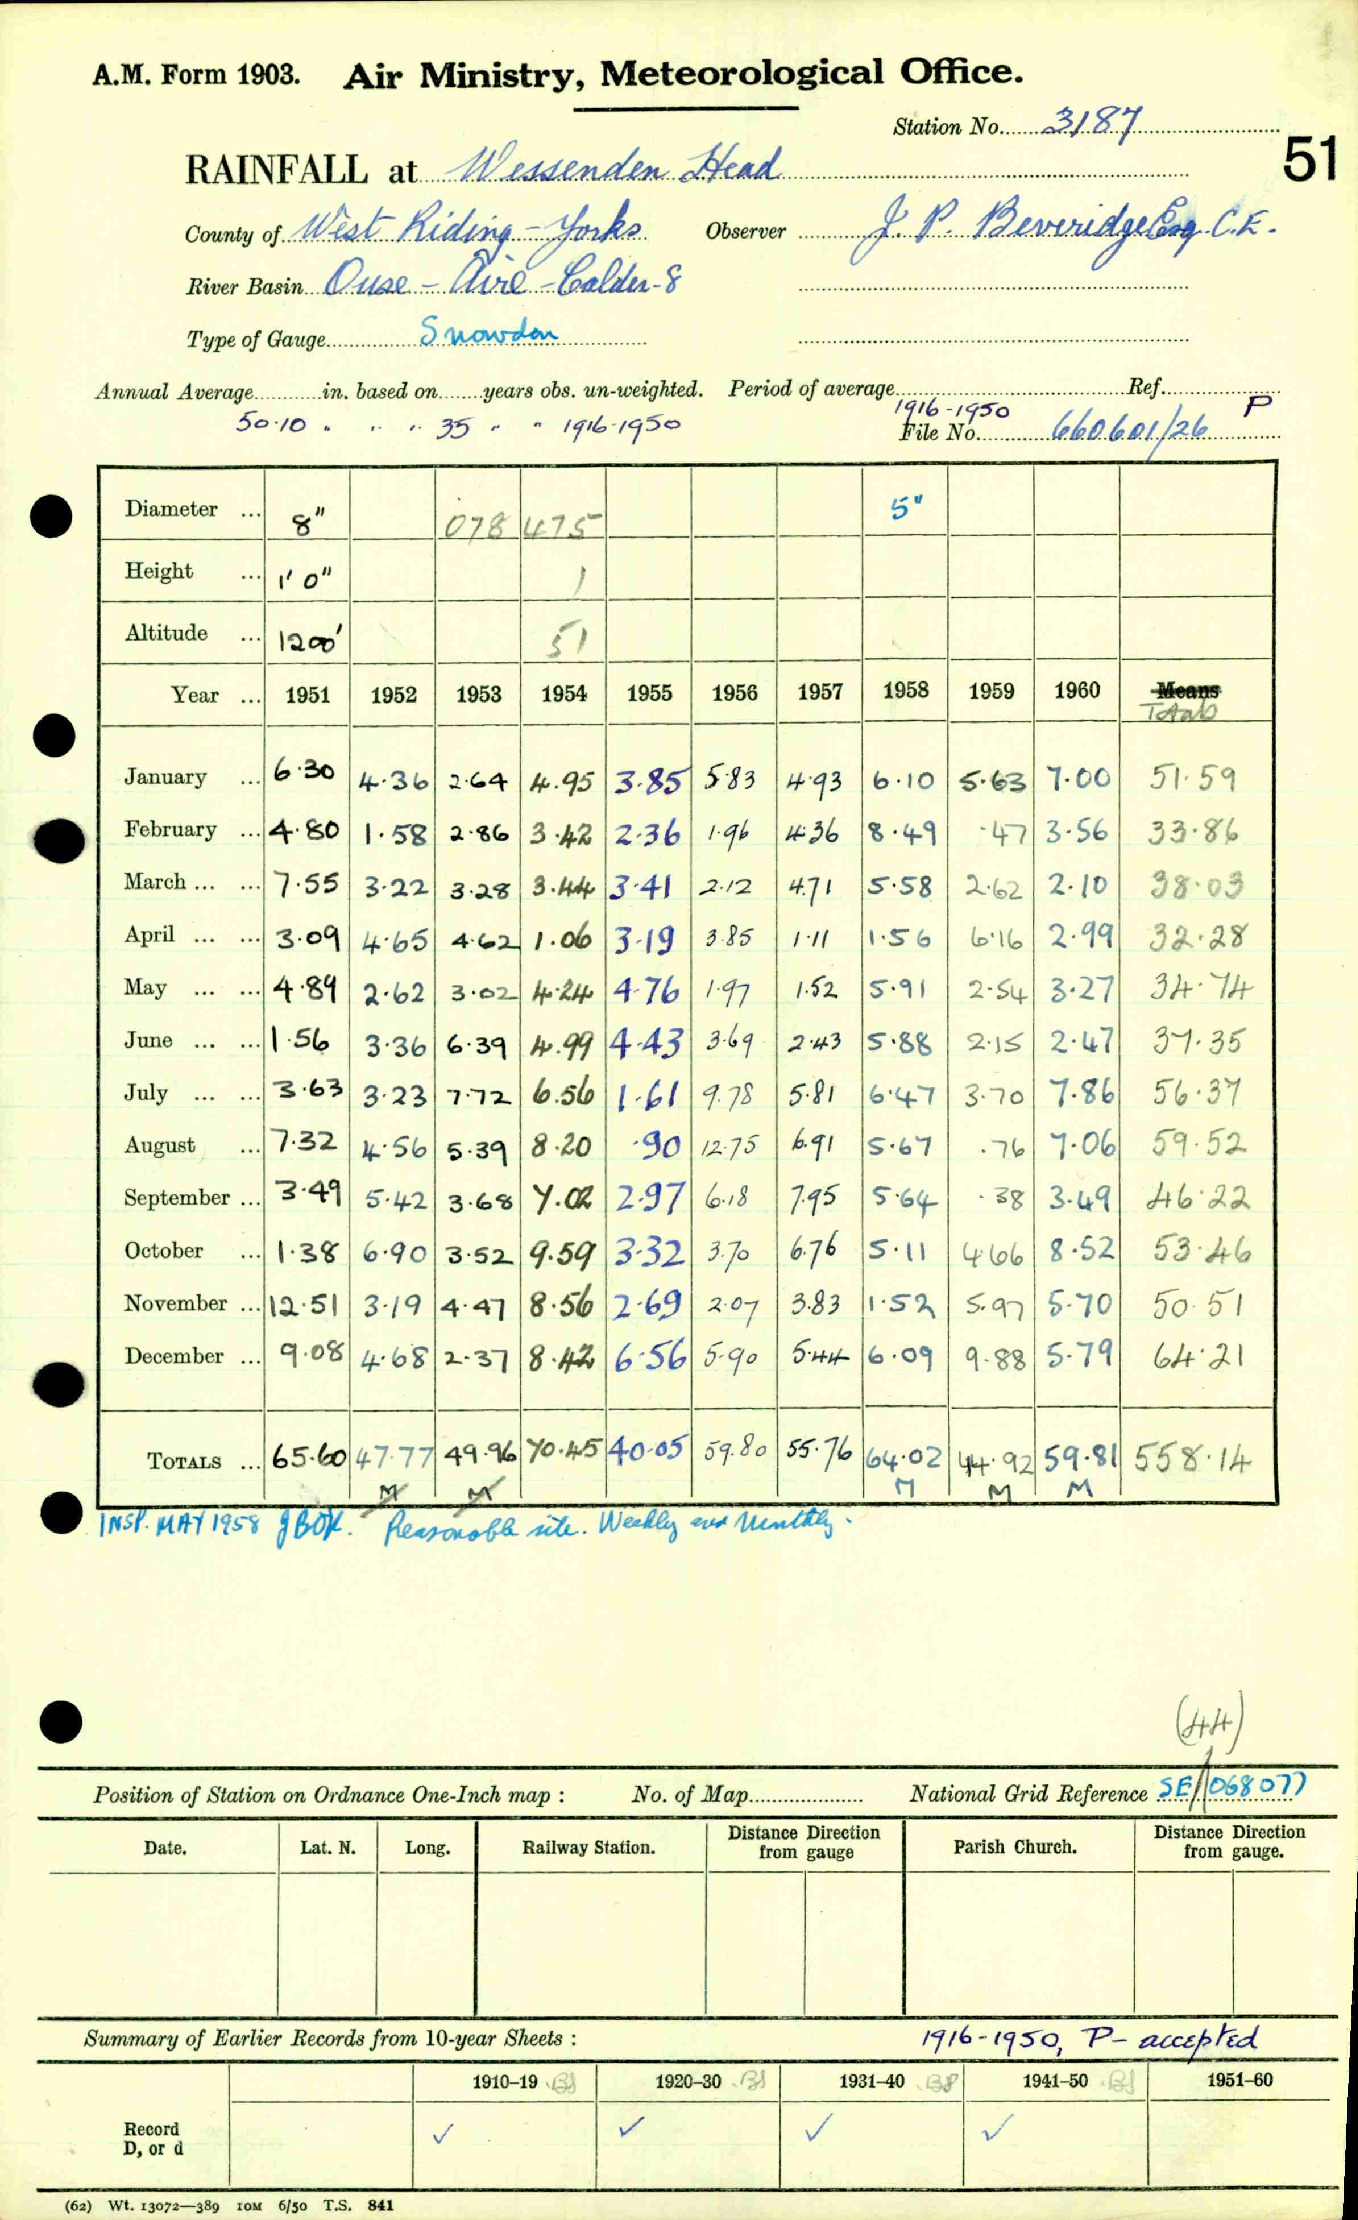 A.M. Form 1903. Air Ministry, Meteorological Office.
Station No. 3187
51
RAINFALL at Wessenden Head
County of West Riding - Yorks Observer J. P. Beveridge Esq C.E.
River Basin Ouse - Aire - Calder - 8
Type of Gauge Snowdon
Annual Average in. based on years obs. un-weighted. Period of average 1916-1950 Ref. P
50.10 " " " 35 " " 1916-1950 File No. 660601/26
Diameter ... 8" 078 475 5"
Height ... 1' 0" 1
Altitude ... 1200' 51
Year ... 1951 1952 1953 1954 1955 1956 1957 1958 1959 1960 Means
Totals
January ... 6.30 4.36 2.64 4.95 3.85 5.83 4.93 6.10 5.63 7.00 51.59
February ... 4.80 1.58 2.86 3.42 2.36 1.96 4.36 8.49 .47 3.56 33.86
March ... ... 7.55 3.22 3.28 3.44 3.41 2.12 4.71 5.58 2.62 2.10 38.03
April ... ... 3.09 4.65 4.62 1.06 3.19 3.85 1.11 1.56 6.16 2.99 32.28
May ... ... 4.89 2.62 3.02 4.24 4.76 1.97 1.52 5.91 2.54 3.27 34.74
June ... ... 1.56 3.36 6.39 4.99 4.43 3.69 2.43 5.88 2.15 2.47 37.35
July ... ... 3.63 3.23 7.72 6.56 1.61 9.78 5.81 6.47 3.70 7.86 56.37
August ... 7.32 4.56 5.39 8.20 .90 12.75 6.91 5.67 .76 7.06 59.52
September ... 3.49 5.42 3.68 7.02 2.97 6.18 7.95 5.64 .38 3.49 46.22
October ... 1.38 6.90 3.52 9.59 3.32 3.70 6.76 5.11 4.66 8.52 53.46
November ... 12.51 3.19 4.47 8.56 2.69 2.07 3.83 1.52 5.97 5.70 50.51
December ... 9.08 4.68 2.37 8.42 6.56 5.90 5.44 6.09 9.88 5.79 64.21
TOTALS ... 65.60 47.77 49.96 70.45 40.05 59.80 55.76 64.02 44.92 59.81 558.14
M M M M M
INSP. MAY 1958 Reasonable site. Weekly and Monthly.
(44)
Position of Station on Ordnance One-Inch map : No. of Map National Grid Reference SE/068077
Date. Lat. N. Long. Railway Station. Distance Direction from gauge Parish Church. Distance Direction from gauge.
Summary of Earlier Records from 10-year Sheets : 1916-1950, P- accepted
1910–19 1920–30 1931–40 1941–50 1951–60
Record
D, or d ✓ ✓ ✓ ✓
(62) Wt. 13072—389 10M 6/50 T.S. 841